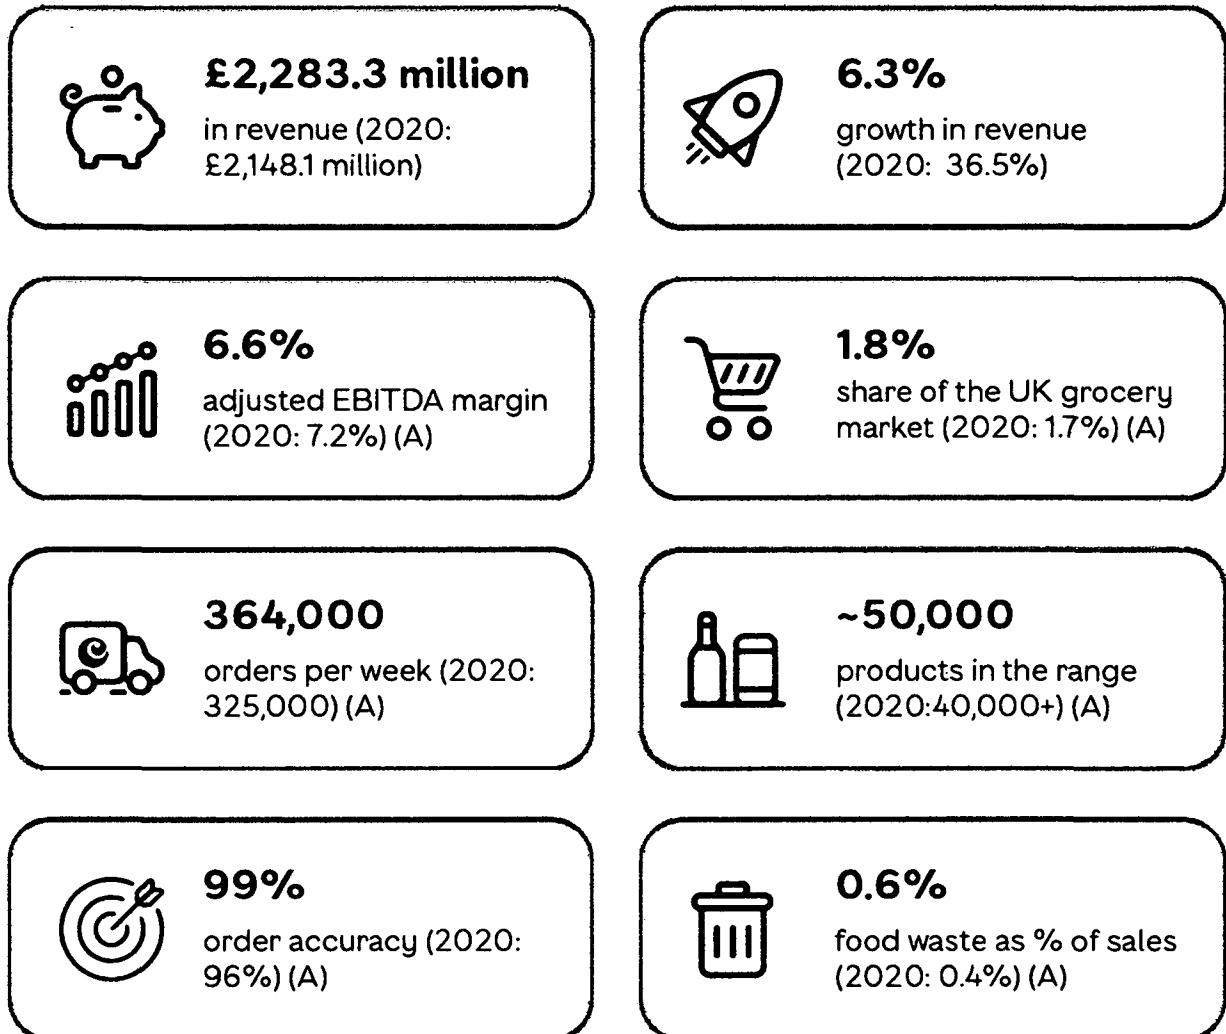 £2,283.3 million
in revenue (2020:
£2,148.1 million)
6.3%
growth in revenue
(2020:  36.5%)
6.6%
adjusted EBITDA margin
(2020: 7.2%) (A)
1.8%
share of the UK grocery
market (2020: 1.7%) (A)
364,000
orders per week (2020:
325,000) (A)
~50,000
products in the range
(2020:40,000+) (A)
99%
order accuracy (2020:
96%) (A)
0.6%
food waste as % of sales
(2020: 0.4%) (A)